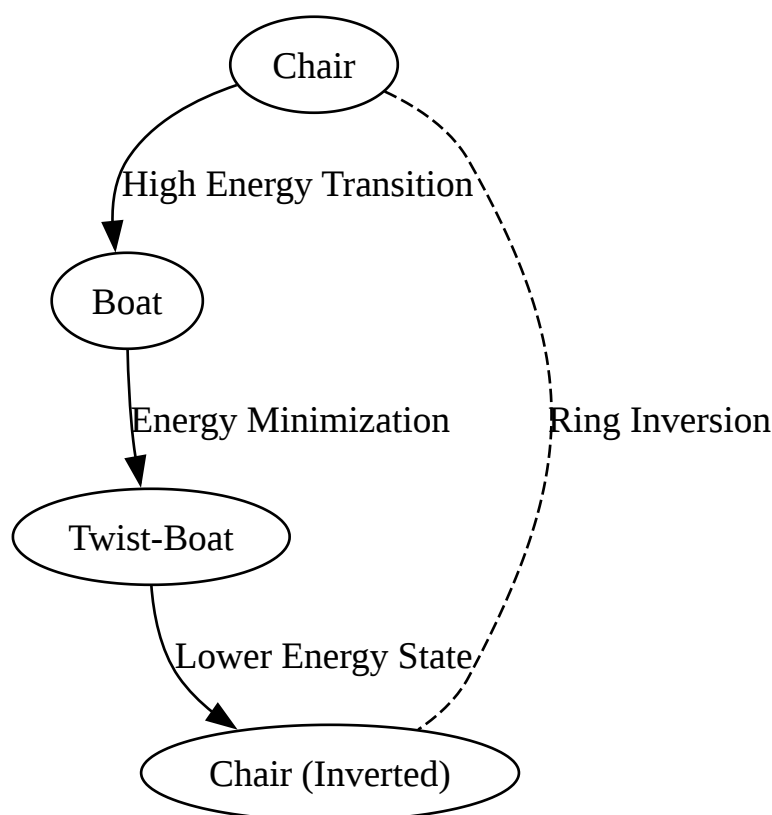 Chair
High Energy Transition
Boat
Energy Minimization
Ring Inversion
Twist-Boat
Lower Energy State
Chair (Inverted)